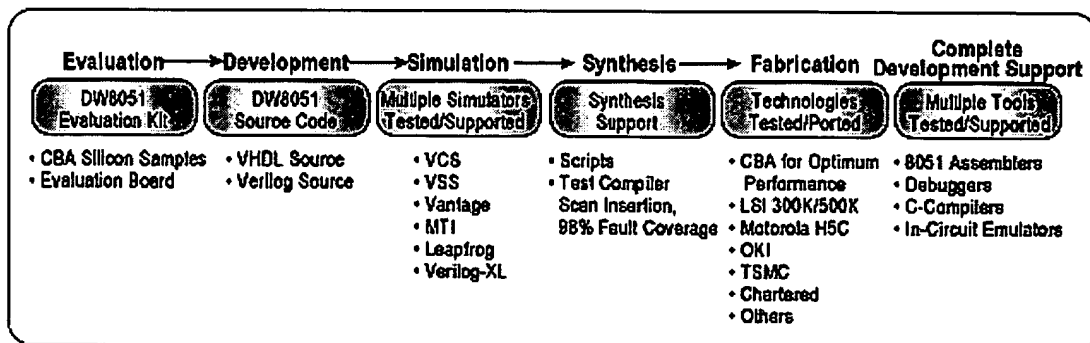 Evaluation
Development
Simulation
Synthesis
Fabrication
Complete
Development Support
DW8051
Evaluation Kit
DW8051
Source Code
Multiple Simulators
Tested/Supported
Synthesis
Support
Technologies
Tested/Ported
Multiple Tools
Tested/Supported
• CBA Silicon Samples
• Evaluation Board
• VHDL Source
• Verilog Source
• VCS
• VSS
• Vantage
• MTI
• Leapfrog
• Verilog-XL
• Scripts
• Test Compiler
Scan Insertion,
98% Fault Coverage
• CBA for Optimum
Performance
• LSI 300K/500K
• Motorola H5C
• OKI
• TSMC
• Chartered
• Others
• 8051 Assemblers
• Debuggers
• C-Compilers
• In-Circuit Emulators